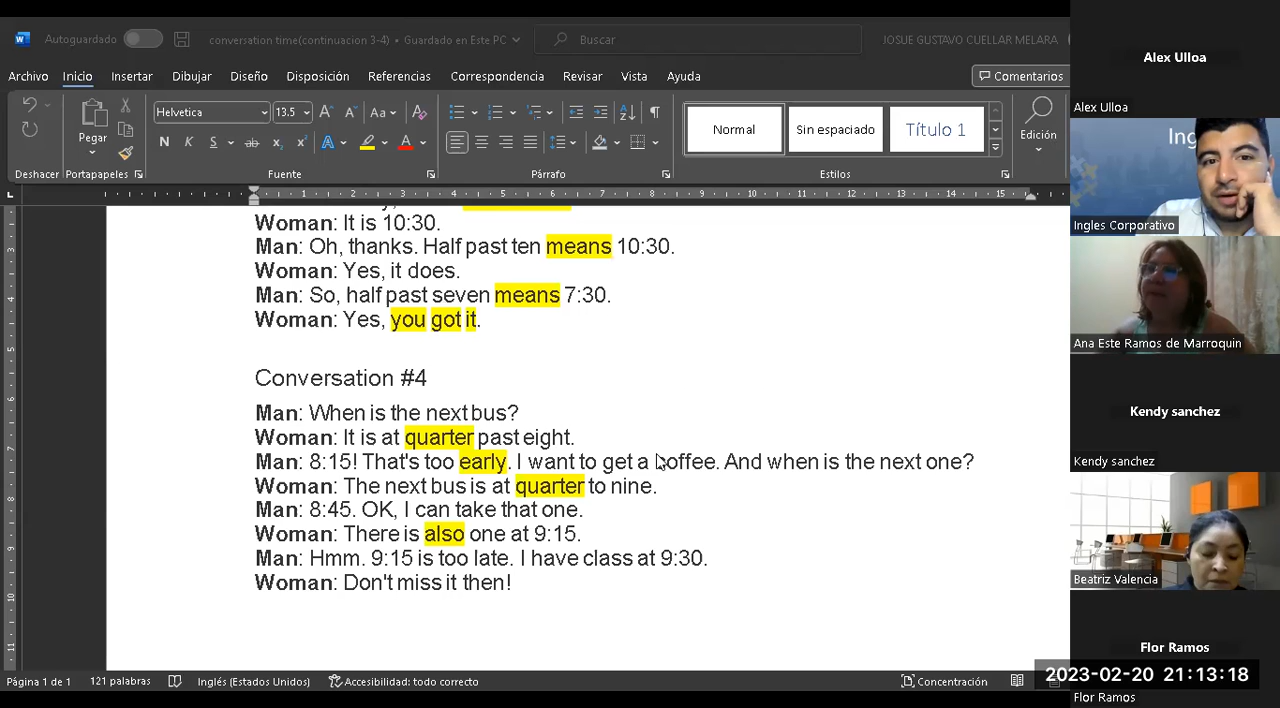 Autoguardado
conversation time(continuacion 3-4) • Guardado en Este PC
Buscar
JOSUE GUSTAVO CUELLAR MELARA
Archivo Inicio Insertar Dibujar Diseño Disposición Referencias Correspondencia Revisar Vista Ayuda
Comentarios
Pegar
Helvetica
13.5
Normal
Sin espaciado
Título 1
Edición
Deshacer
Portapapeles
Fuente
Párrafo
Estilos
Woman: It is 10:30.
Man: Oh, thanks. Half past ten means 10:30.
Woman: Yes, it does.
Man: So, half past seven means 7:30.
Woman: Yes, you got it.
Conversation #4
Man: When is the next bus?
Woman: It is at quarter past eight.
Man: 8:15! That's too early. I want to get a coffee. And when is the next one?
Woman: The next bus is at quarter to nine.
Man: 8:45. OK, I can take that one.
Woman: There is also one at 9:15.
Man: Hmm. 9:15 is too late. I have class at 9:30.
Woman: Don't miss it then!
Página 1 de 1
121 palabras
Inglés (Estados Unidos)
Accesibilidad: todo correcto
Concentración
Alex Ulloa
Alex Ulloa
Ing
Ingles Corporativo
Ana Este Ramos de Marroquin
Kendy sanchez
Kendy sanchez
Beatriz Valencia
Flor Ramos
2023-02-20 21:13:18
Flor Ramos